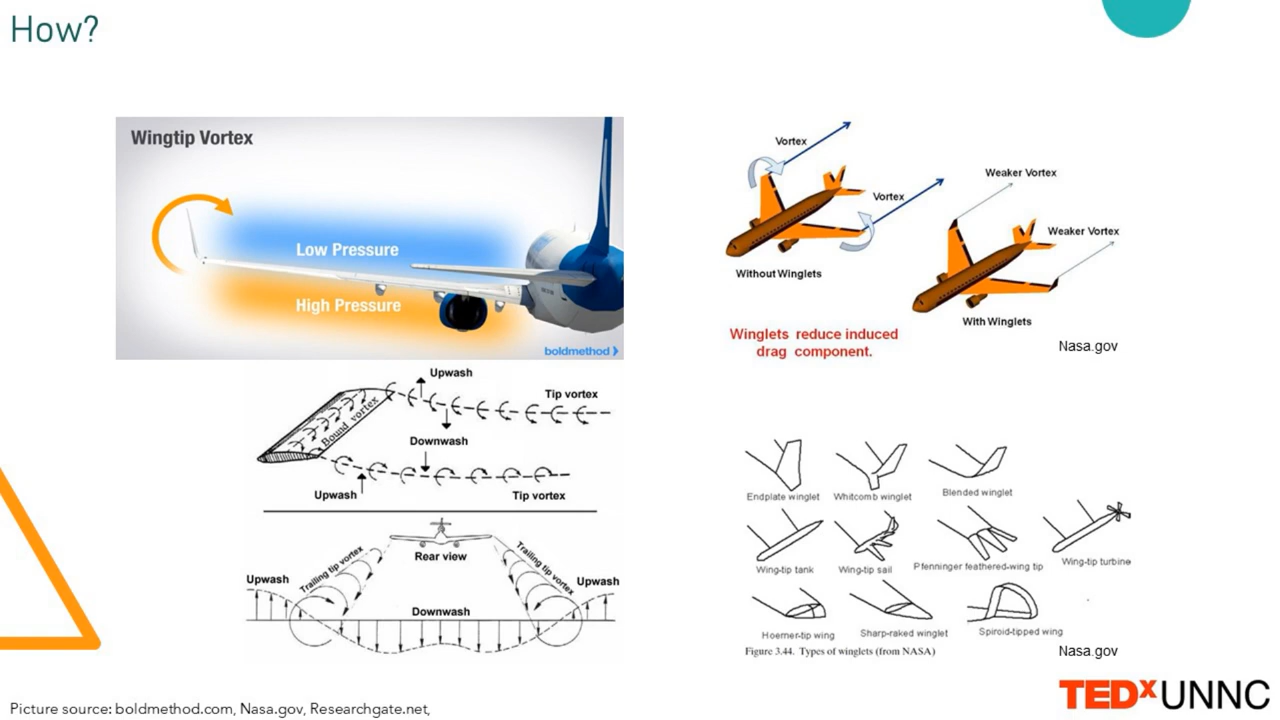 How?
Wingtip Vortex
Low Pressure
High Pressure
boldmethod
Vortex
Vortex
Without Winglets
Weaker Vortex
Weaker Vortex
With Winglets
Winglets reduce induced
drag component.
Nasa.gov
Upwash
Tip vortex
Bound vortex
Downwash
Upwash
Tip vortex
Rear view
Trailing tip vortex
Trailing tip vortex
Upwash
Upwash
Downwash
Endplate winglet
Whitcomb winglet
Blended winglet
Wing-tip tank
Wing-tip sail
Pfenninger feathered-wing tip
Wing-tip turbine
Hoerner-tip wing
Sharp-raked winglet
Spiroid-tipped wing
Figure 3.44. Types of winglets (from NASA)
Nasa.gov
Picture source: boldmethod.com, Nasa.gov, Researchgate.net,
TEDxUNNC